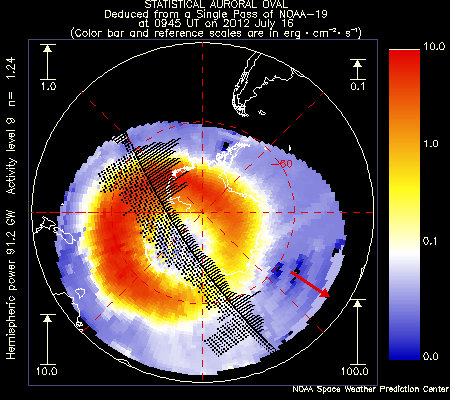 STATISTICAL AURORAL OVAL
Deduced from a Single Pass of NOAA-19
at 0945 UT on 2012 July 16
(Color bar and reference scales are in erg·cm⁻²·s⁻¹)
1.0
0.1
10.0
100.0
-60
Hemispheric power 91.2 GW Activity level 9 n= 1.24
10.0
1.0
0.1
0.0
NOAA Space Weather Prediction Center